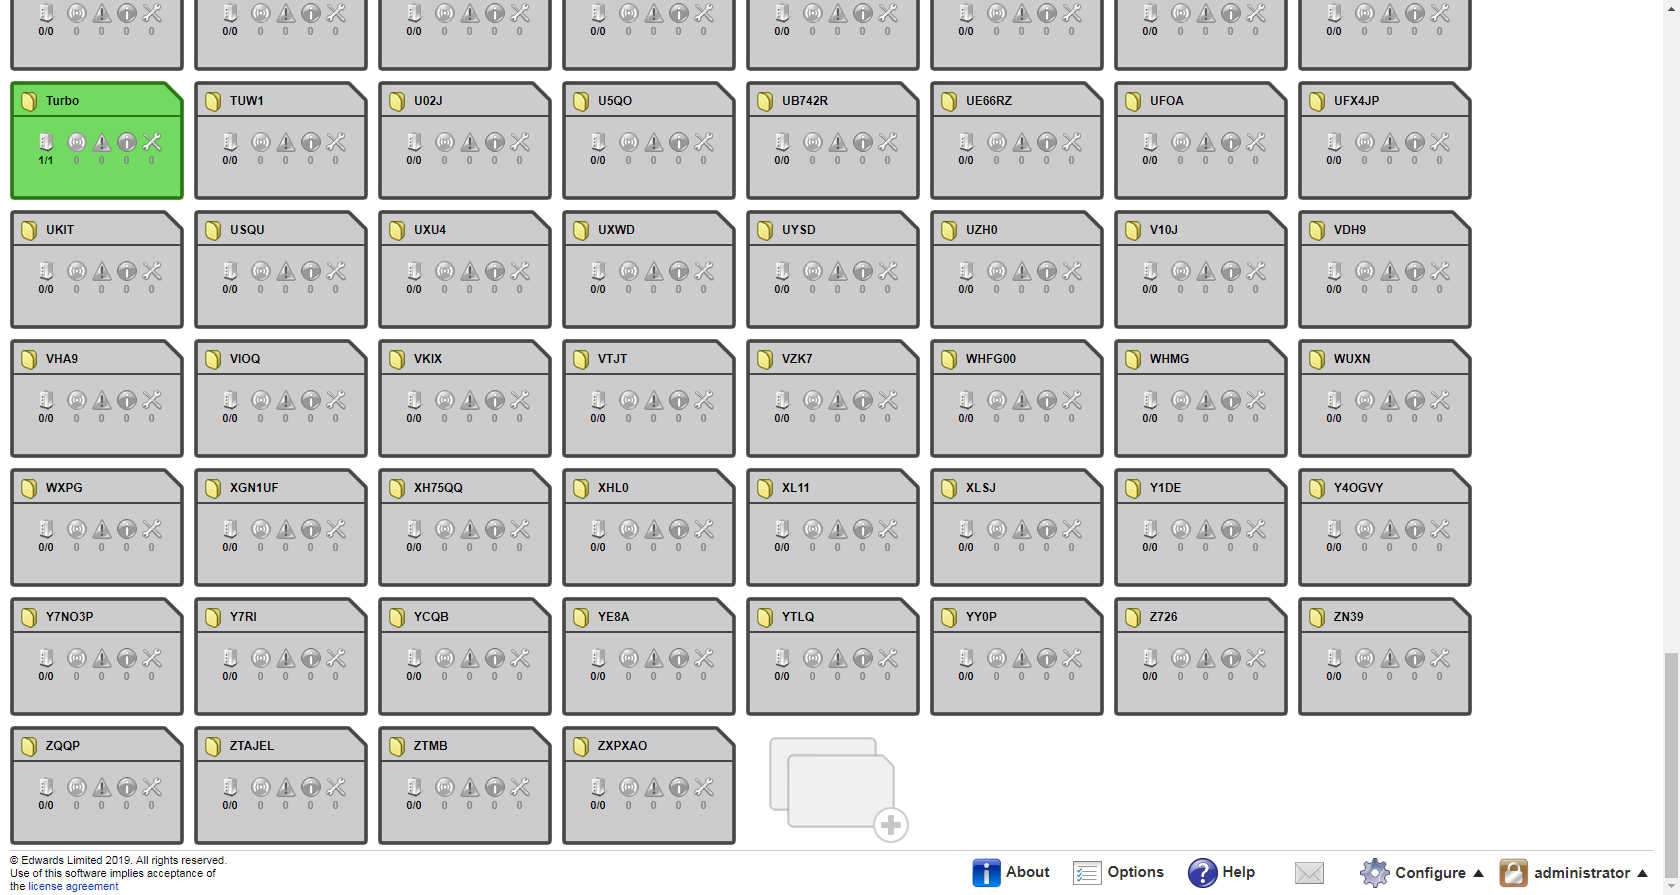 0/0 0 0 0 0 0/0 0 0 0 0 0/0 0 0 0 0 0/0 0 0 0 0 0/0 0 0 0 0 0/0 0 0 0 0 0/0 0 0 0 0 0/0 0 0 0 0
Turbo TUW1 U02J U5QO UB742R UE66RZ UFOA UFX4JP
1/1 0 0 0 0 0/0 0 0 0 0 0/0 0 0 0 0 0/0 0 0 0 0 0/0 0 0 0 0 0/0 0 0 0 0 0/0 0 0 0 0 0/0 0 0 0 0
UKIT USQU UXU4 UXWD UYSD UZH0 V10J VDH9
0/0 0 0 0 0 0/0 0 0 0 0 0/0 0 0 0 0 0/0 0 0 0 0 0/0 0 0 0 0 0/0 0 0 0 0 0/0 0 0 0 0 0/0 0 0 0 0
VHA9 VIOQ VKIX VTJT VZK7 WHFG00 WHMG WUXN
0/0 0 0 0 0 0/0 0 0 0 0 0/0 0 0 0 0 0/0 0 0 0 0 0/0 0 0 0 0 0/0 0 0 0 0 0/0 0 0 0 0 0/0 0 0 0 0
WXPG XGN1UF XH75QQ XHL0 XL11 XLSJ Y1DE Y4OGVY
0/0 0 0 0 0 0/0 0 0 0 0 0/0 0 0 0 0 0/0 0 0 0 0 0/0 0 0 0 0 0/0 0 0 0 0 0/0 0 0 0 0 0/0 0 0 0 0
Y7NO3P Y7RI YCQB YE8A YTLQ YY0P Z726 ZN39
0/0 0 0 0 0 0/0 0 0 0 0 0/0 0 0 0 0 0/0 0 0 0 0 0/0 0 0 0 0 0/0 0 0 0 0 0/0 0 0 0 0 0/0 0 0 0 0
ZQQP ZTAJEL ZTMB ZXPXAO
0/0 0 0 0 0 0/0 0 0 0 0 0/0 0 0 0 0 0/0 0 0 0 0
© Edwards Limited 2019. All rights reserved.
Use of this software implies acceptance of
the license agreement
About Options Help Configure administrator